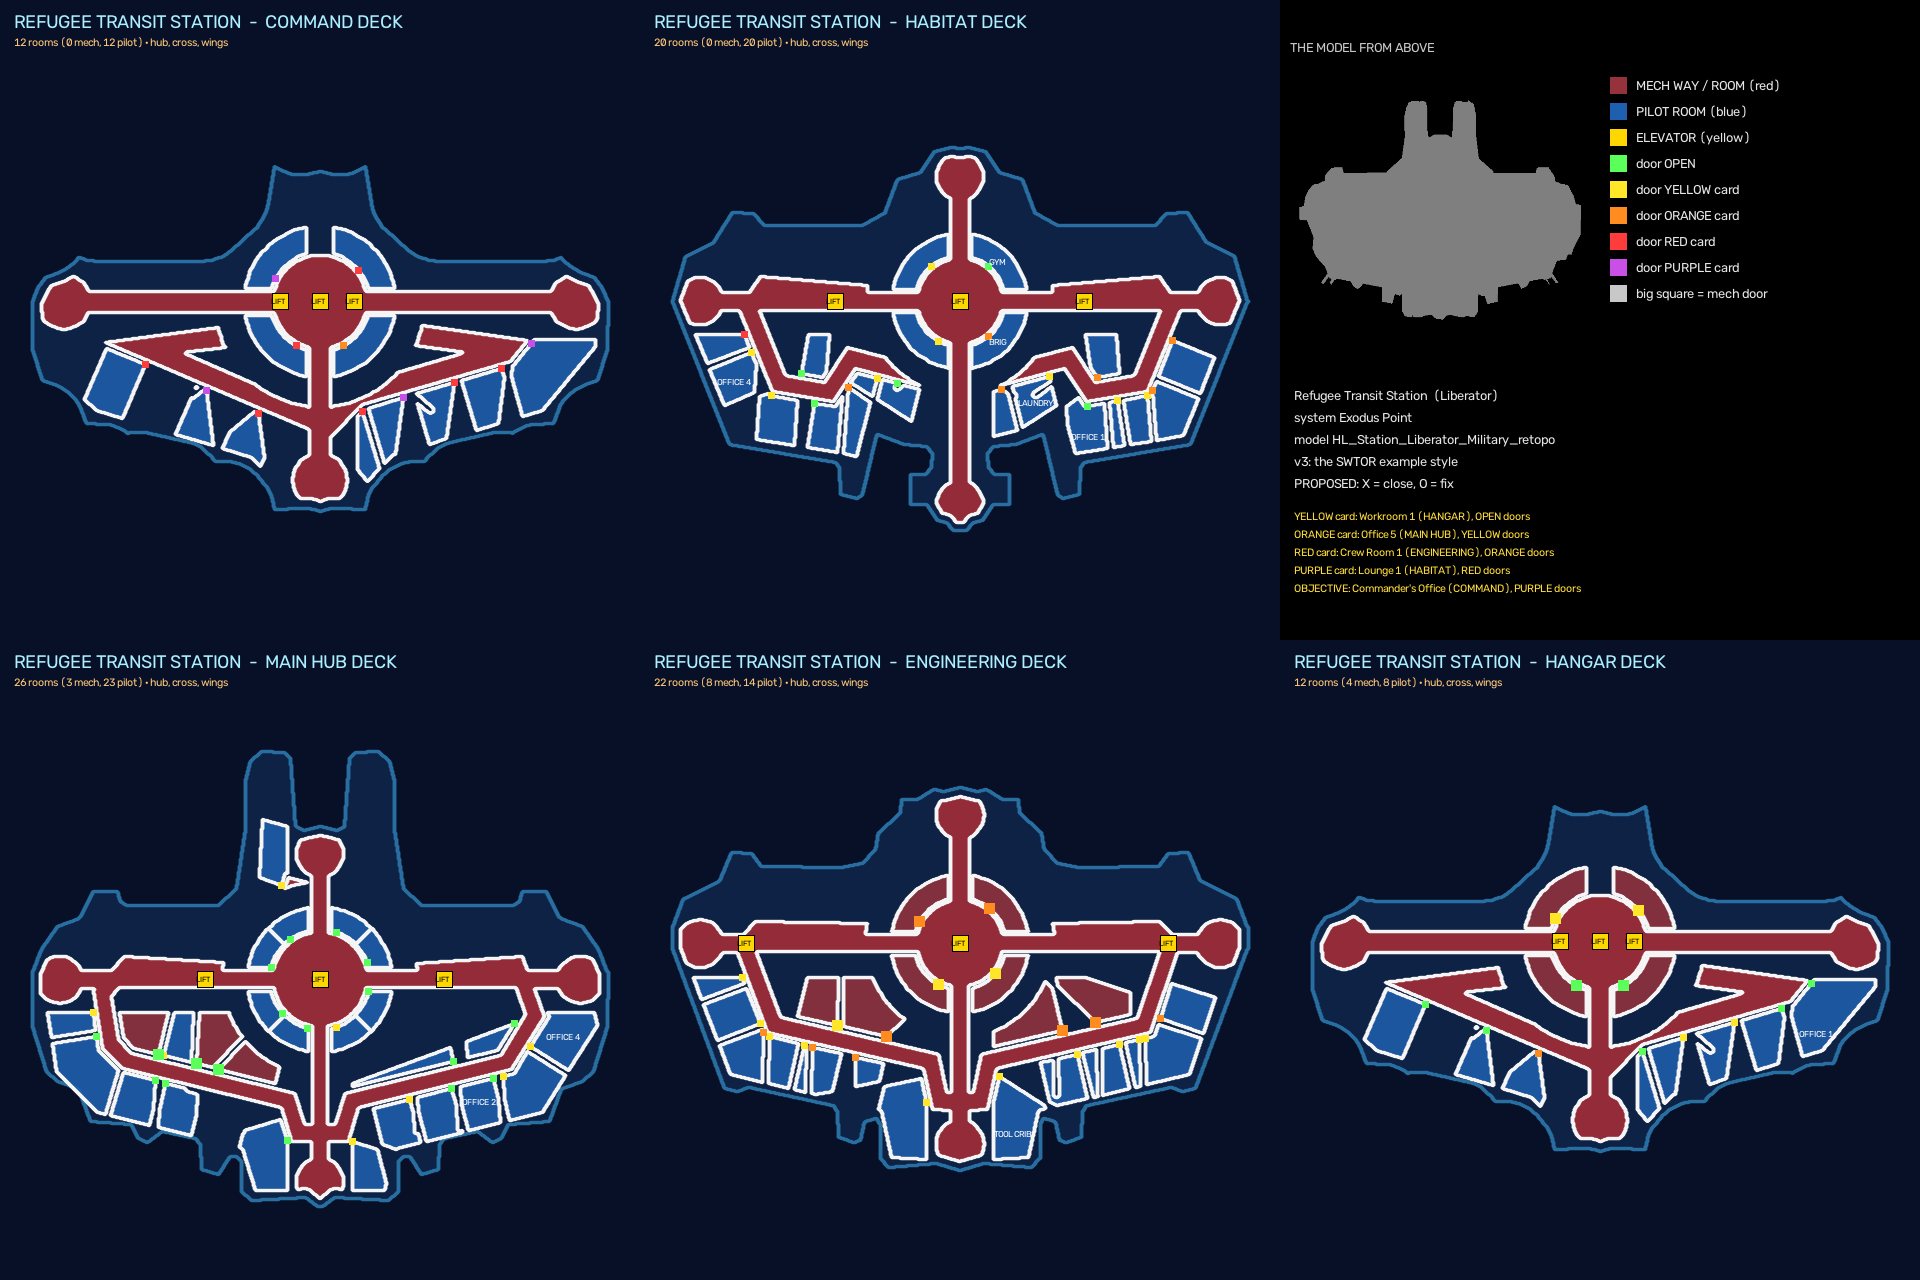 REFUGEE TRANSIT STATION - COMMAND DECK
12 rooms (0 mech, 12 pilot) • hub, cross, wings
LIFT
LIFT
LIFT
REFUGEE TRANSIT STATION - HABITAT DECK
20 rooms (0 mech, 20 pilot) • hub, cross, wings
GYM
LIFT
LIFT
LIFT
BRIG
OFFICE 4
LAUNDRY
OFFICE 1
THE MODEL FROM ABOVE
MECH WAY / ROOM (red)
PILOT ROOM (blue)
ELEVATOR (yellow)
door OPEN
door YELLOW card
door ORANGE card
door RED card
door PURPLE card
big square = mech door
Refugee Transit Station (Liberator)
system Exodus Point
model HL_Station_Liberator_Military_retopo
v3: the SWTOR example style
PROPOSED: X = close, O = fix
YELLOW card: Workroom 1 (HANGAR), OPEN doors
ORANGE card: Office 5 (MAIN HUB), YELLOW doors
RED card: Crew Room 1 (ENGINEERING), ORANGE doors
PURPLE card: Lounge 1 (HABITAT), RED doors
OBJECTIVE: Commander's Office (COMMAND), PURPLE doors
REFUGEE TRANSIT STATION - MAIN HUB DECK
26 rooms (3 mech, 23 pilot) • hub, cross, wings
LIFT
LIFT
LIFT
OFFICE 4
OFFICE 2
REFUGEE TRANSIT STATION - ENGINEERING DECK
22 rooms (8 mech, 14 pilot) • hub, cross, wings
LIFT
LIFT
LIFT
TOOL CRIB
REFUGEE TRANSIT STATION - HANGAR DECK
12 rooms (4 mech, 8 pilot) • hub, cross, wings
LIFT
LIFT
LIFT
OFFICE 1